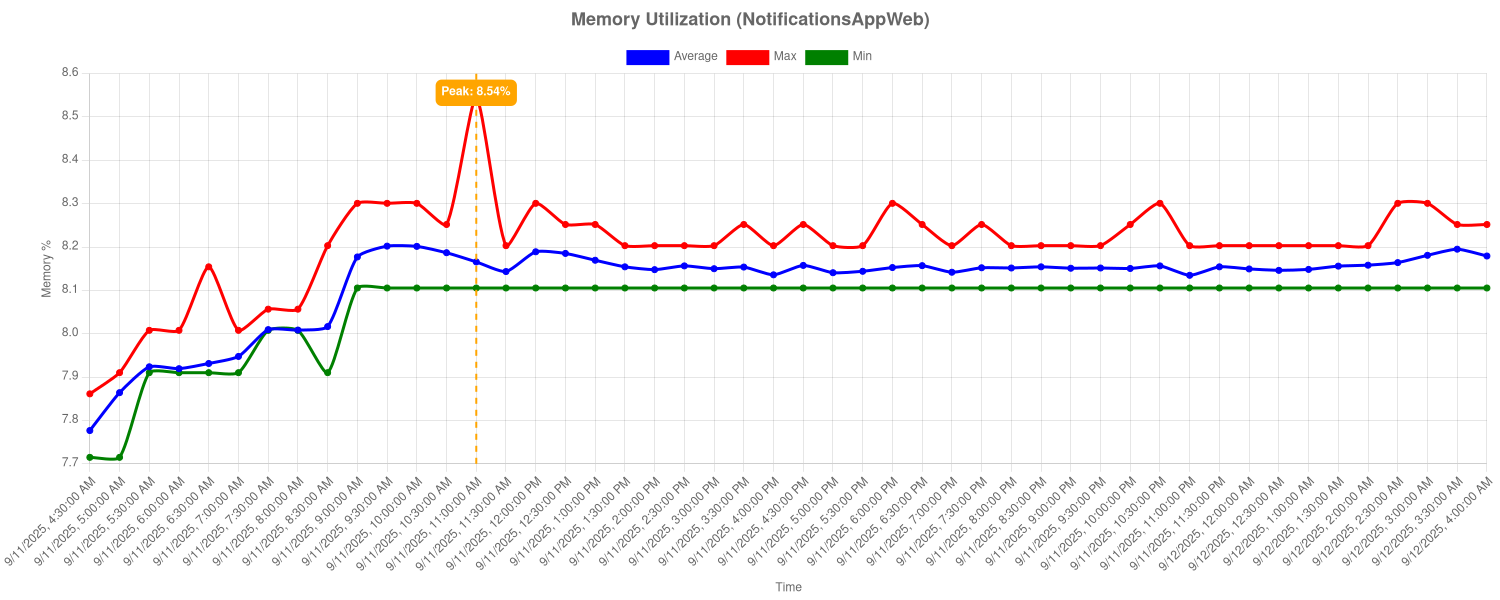 Memory Utilization (NotificationsAppWeb)
Average Max Min
Peak: 8.54%
8.6
8.5
8.4
8.3
8.2
8.1
8.0
7.9
7.8
7.7
Memory %
9/11/2025, 4:30:00 AM
9/11/2025, 5:00:00 AM
9/11/2025, 5:30:00 AM
9/11/2025, 6:00:00 AM
9/11/2025, 6:30:00 AM
9/11/2025, 7:00:00 AM
9/11/2025, 7:30:00 AM
9/11/2025, 8:00:00 AM
9/11/2025, 8:30:00 AM
9/11/2025, 9:00:00 AM
9/11/2025, 9:30:00 AM
9/11/2025, 10:00:00 AM
9/11/2025, 10:30:00 AM
9/11/2025, 11:00:00 AM
9/11/2025, 11:30:00 AM
9/11/2025, 12:00:00 PM
9/11/2025, 12:30:00 PM
9/11/2025, 1:00:00 PM
9/11/2025, 1:30:00 PM
9/11/2025, 2:00:00 PM
9/11/2025, 2:30:00 PM
9/11/2025, 3:00:00 PM
9/11/2025, 3:30:00 PM
9/11/2025, 4:00:00 PM
9/11/2025, 4:30:00 PM
9/11/2025, 5:00:00 PM
9/11/2025, 5:30:00 PM
9/11/2025, 6:00:00 PM
9/11/2025, 6:30:00 PM
9/11/2025, 7:00:00 PM
9/11/2025, 7:30:00 PM
9/11/2025, 8:00:00 PM
9/11/2025, 8:30:00 PM
9/11/2025, 9:00:00 PM
9/11/2025, 9:30:00 PM
9/11/2025, 10:00:00 PM
9/11/2025, 10:30:00 PM
9/11/2025, 11:00:00 PM
9/11/2025, 11:30:00 PM
9/12/2025, 12:00:00 AM
9/12/2025, 12:30:00 AM
9/12/2025, 1:00:00 AM
9/12/2025, 1:30:00 AM
9/12/2025, 2:00:00 AM
9/12/2025, 2:30:00 AM
9/12/2025, 3:00:00 AM
9/12/2025, 3:30:00 AM
9/12/2025, 4:00:00 AM
Time